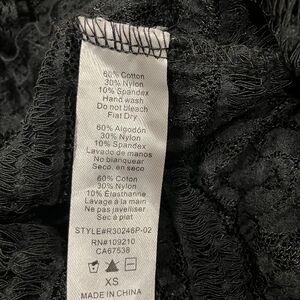 60% Cotton
30% Nylon
10% Spandex
Hand wash
Do not bleach
Flat Dry
60% Algodón
30% Nylon
10% Spandex
Lavado de manos
No blanquear
Seco, en seco
60% Coton
30% Nylon
10% Élasthanne
Lavage à la main
Ne pas javelliser
Sec à plat
STYLE#R30246P-02
RN#109210
CA67538
XS
MADE IN CHINA